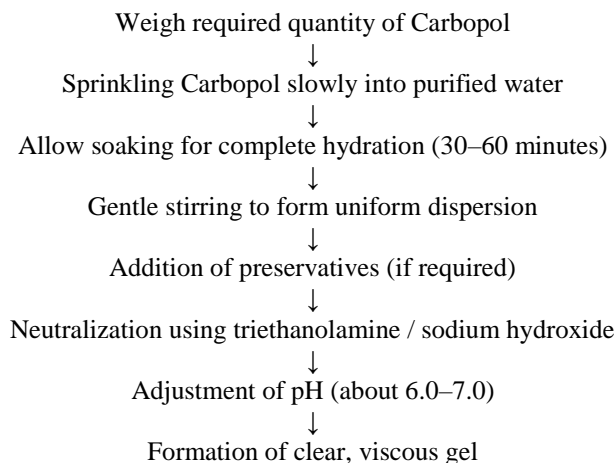 Weigh required quantity of Carbopol
↓
Sprinkling Carbopol slowly into purified water
↓
Allow soaking for complete hydration (30–60 minutes)
↓
Gentle stirring to form uniform dispersion
↓
Addition of preservatives (if required)
↓
Neutralization using triethanolamine / sodium hydroxide
↓
Adjustment of pH (about 6.0–7.0)
↓
Formation of clear, viscous gel